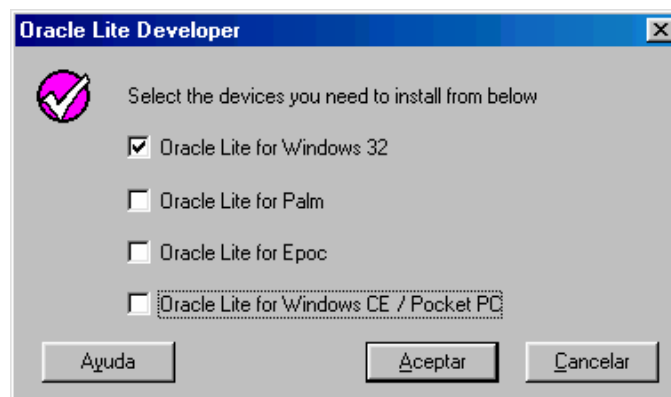 Oracle Lite Developer
Select the devices you need to install from below
Oracle Lite for Windows 32
Oracle Lite for Palm
Oracle Lite for Epoc
Oracle Lite for Windows CE / Pocket PC
Ayuda Aceptar Cancelar